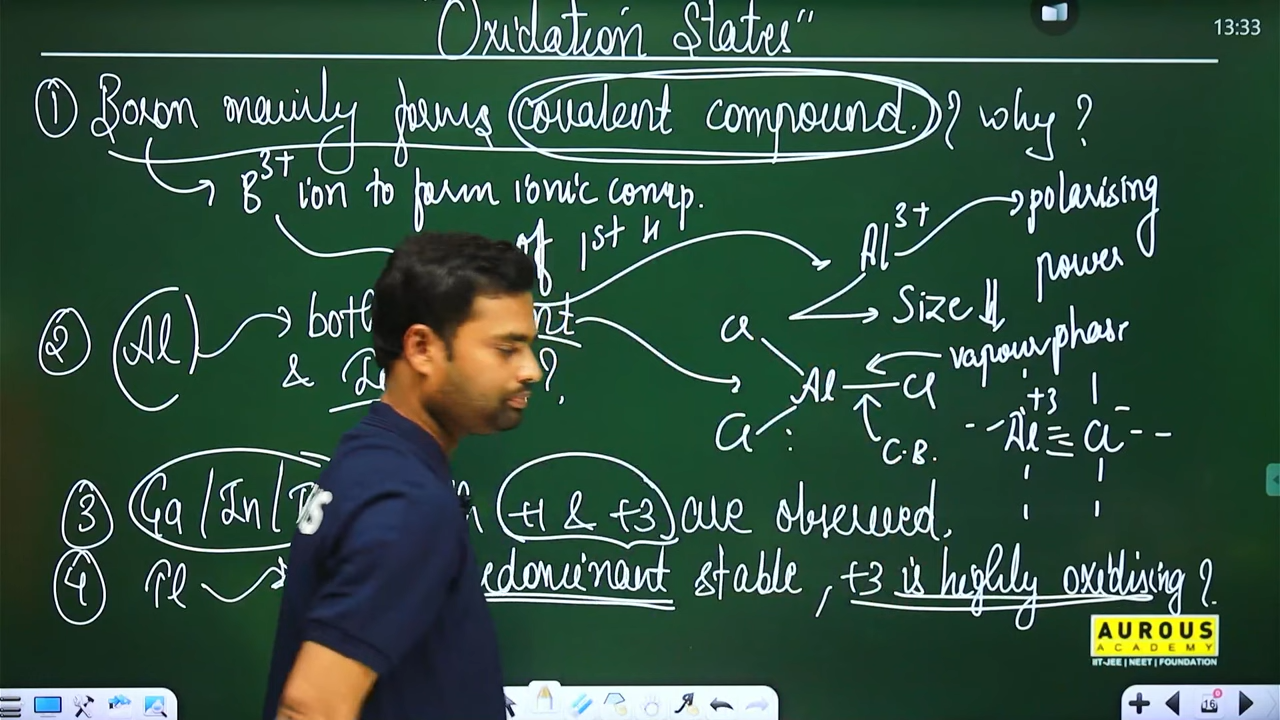 "Oxidation States"
13:33
① Boron mainly forms covalent compound. ? why ?
B3+ ion to form ionic comp.
of 1st
Al3+ → polarising
power
Size ↓↓
② Al → both
&
?
Cl
Al — Cl
Cl
vapour phase
C.B.
+3 -
Al ≡ Cl
③ Ga / In /
+1 & +3 are observed.
④ Tl
stable , +3 is highly oxidising ?
AUROUS
ACADEMY
IIT-JEE | NEET | FOUNDATION
16